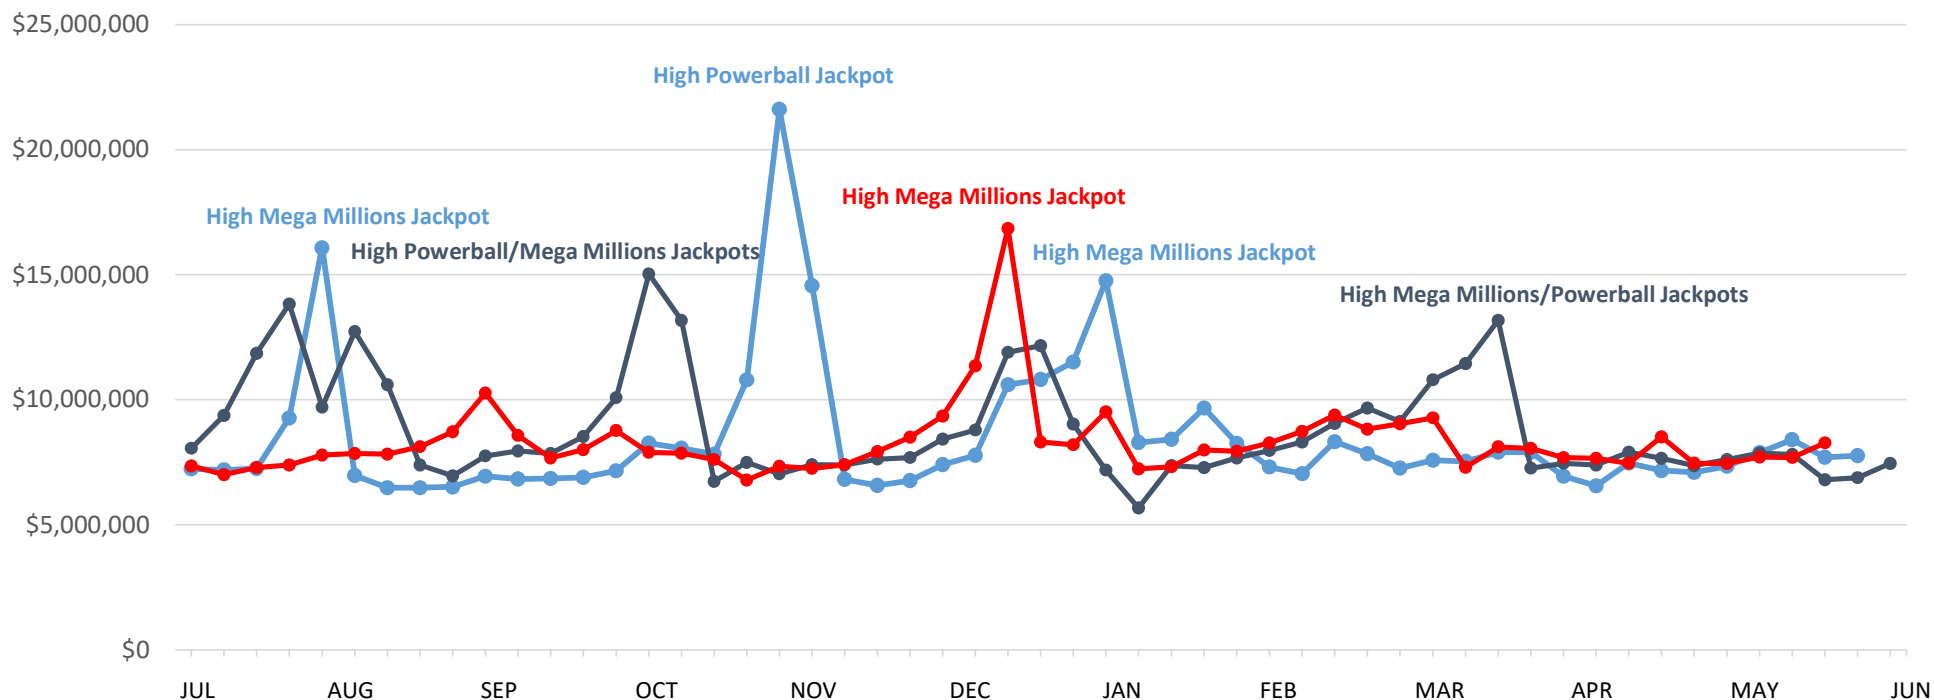 $25,000,000
High Powerball Jackpot
$20,000,000
High Mega Millions Jackpot
High Mega Millions Jackpot
$15,000,000
High Powerball/Mega Millions Jackpots
High Mega Millions Jackpot
High Mega Millions/Powerball Jackpots
$10,000,000
$5,000,000
$0
JUL AUG SEP OCT NOV DEC JAN FEB MAR APR MAY JUN